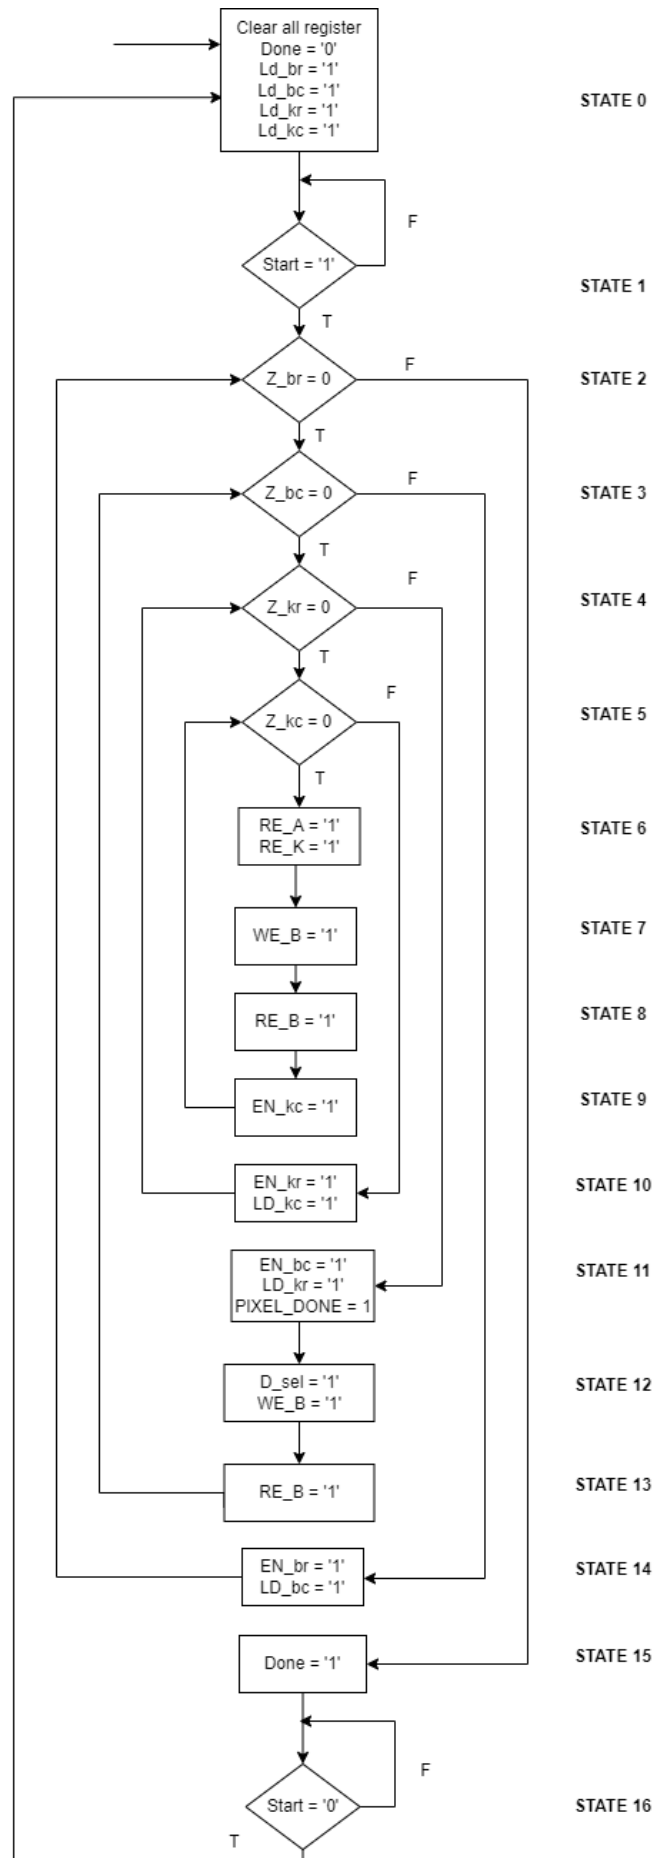 Clear all register
Done = '0'
Ld_br = '1'
Ld_bc = '1'
Ld_kr = '1'
Ld_kc = '1'
STATE 0
F
Start = '1'
STATE 1
T
Z_br = 0
F
STATE 2
T
Z_bc = 0
F
STATE 3
T
Z_kr = 0
F
STATE 4
T
Z_kc = 0
F
STATE 5
T
RE_A = '1'
RE_K = '1'
STATE 6
WE_B = '1'
STATE 7
RE_B = '1'
STATE 8
EN_kc = '1'
STATE 9
EN_kr = '1'
LD_kc = '1'
STATE 10
EN_bc = '1'
LD_kr = '1'
PIXEL_DONE = 1
STATE 11
D_sel = '1'
WE_B = '1'
STATE 12
RE_B = '1'
STATE 13
EN_br = '1'
LD_bc = '1'
STATE 14
Done = '1'
STATE 15
F
Start = '0'
STATE 16
T